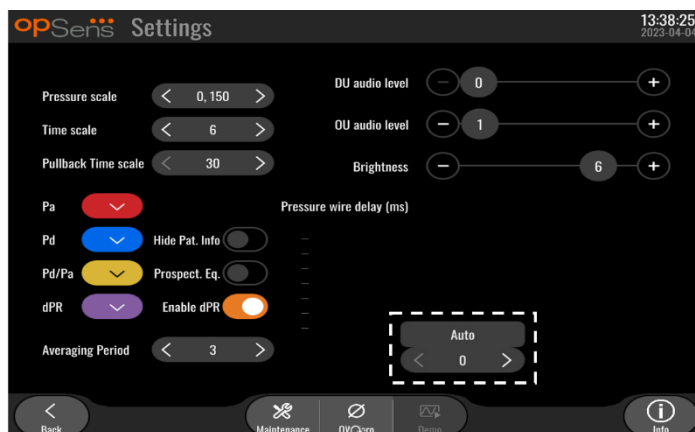 opSens Settings
13:38:25
2023-04-04
Pressure scale
0, 150
Time scale
6
Pullback Time scale
30
DU audio level
0
OU audio level
1
Brightness
6
Pa
Pressure wire delay (ms)
Pd
Hide Pat. Info
Pd/Pa
Prospect. Eq.
dPR
Enable dPR
Averaging Period
3
Auto
0
Back
Maintenance
Demo
Info